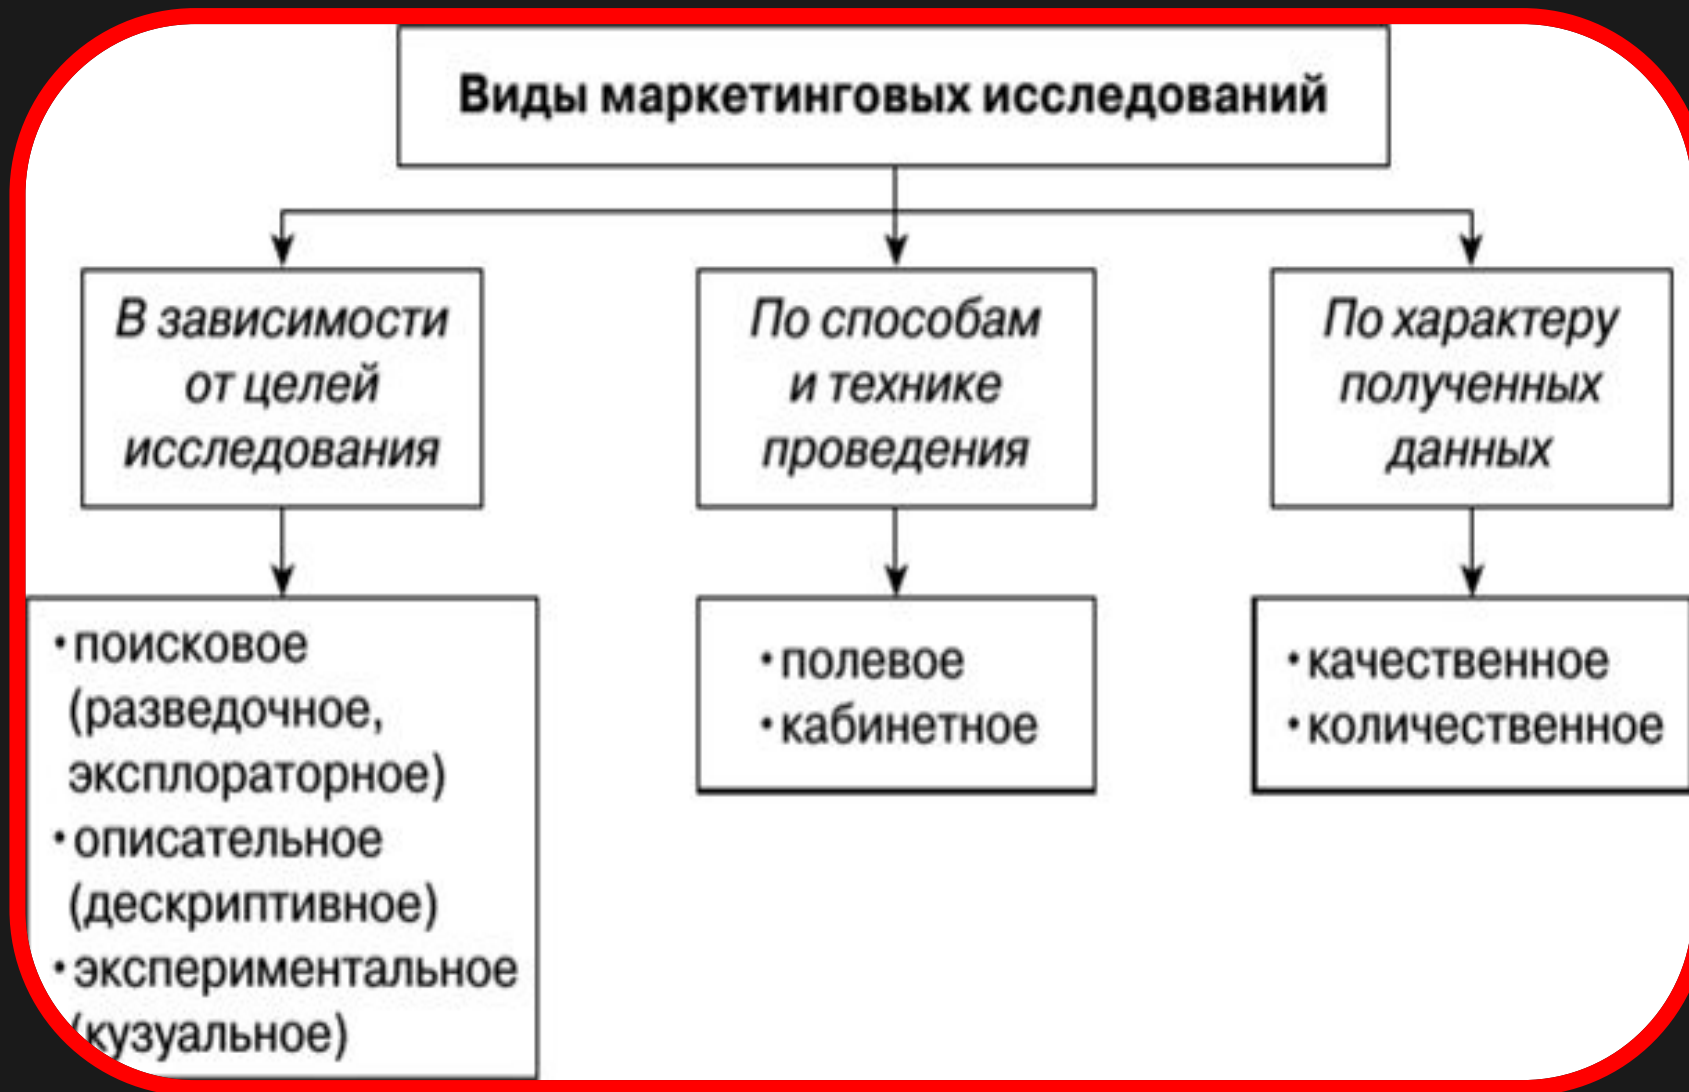 Виды маркетинговых исследований
В зависимости
от целей
исследования
По способам
и технике
проведения
По характеру
полученных
данных
•поисковое
(разведочное,
эксплораторное)
•описательное
(дескриптивное)
•экспериментальное
(кузуальное)
•полевое
•кабинетное
•качественное
•количественное